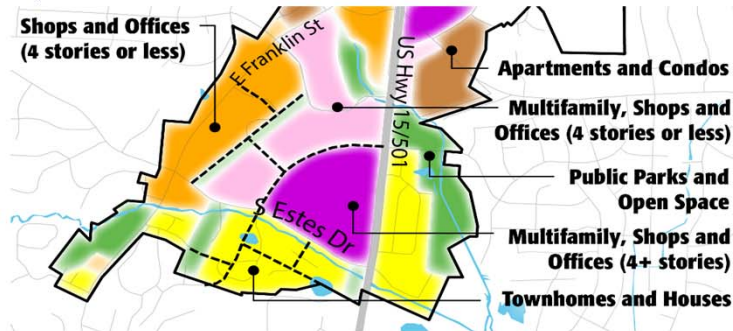 Shops and Offices
(4 stories or less)
E Franklin St
US Hwy 15/501
Apartments and Condos
Multifamily, Shops and
Offices (4 stories or less)
Public Parks and
Open Space
S Estes Dr
Multifamily, Shops and
Offices (4+ stories)
Townhomes and Houses